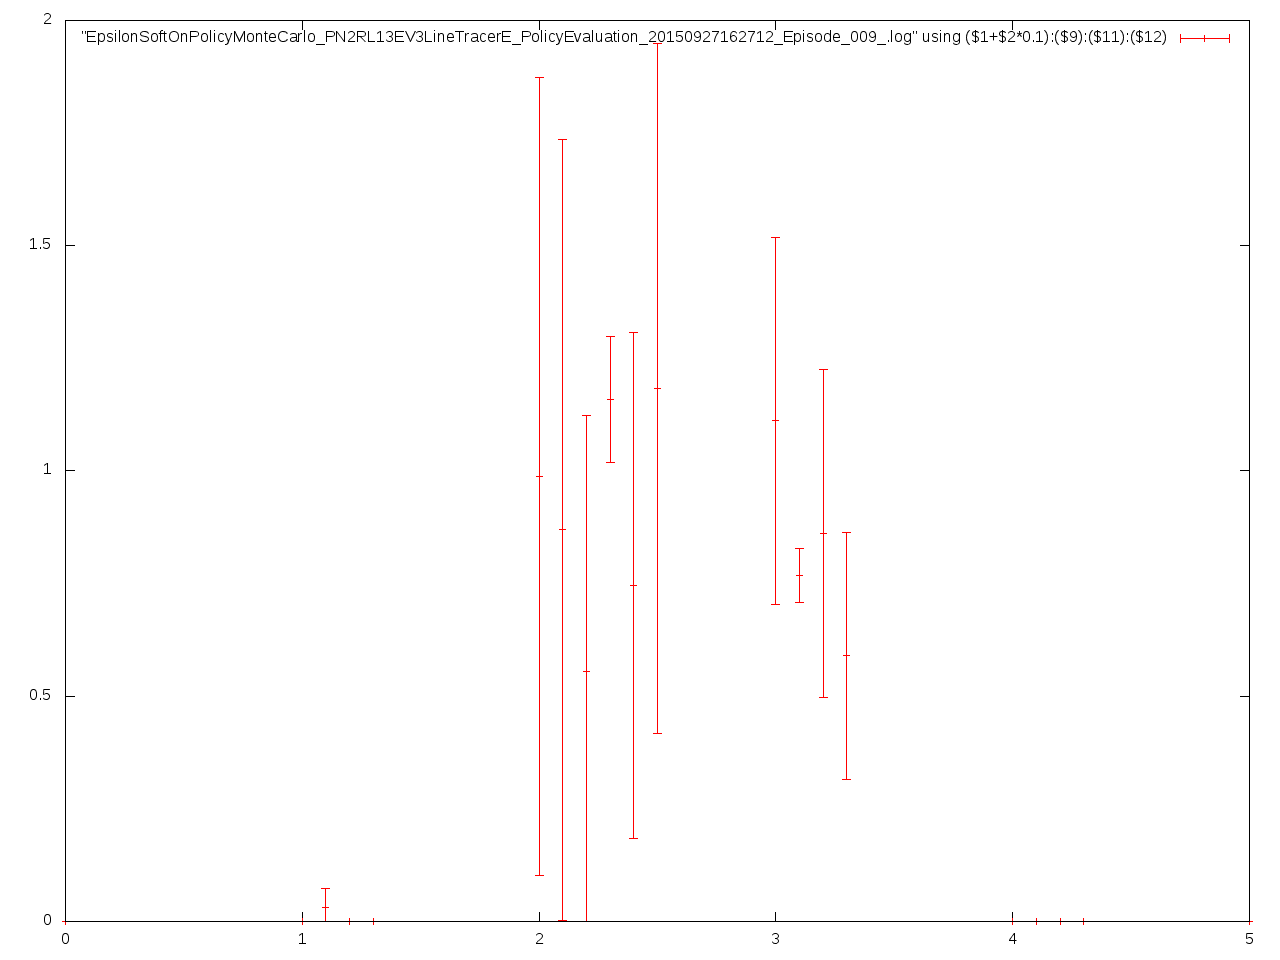 2
"EpsilonSoftOnPolicyMonteCarlo_PN2RL13EV3LineTracerE_PolicyEvaluation_20150927162712_Episode_009_.log" using ($1+$2*0.1):($9):($11):($12)
1.5
1
0.5
0
0 1 2 3 4 5